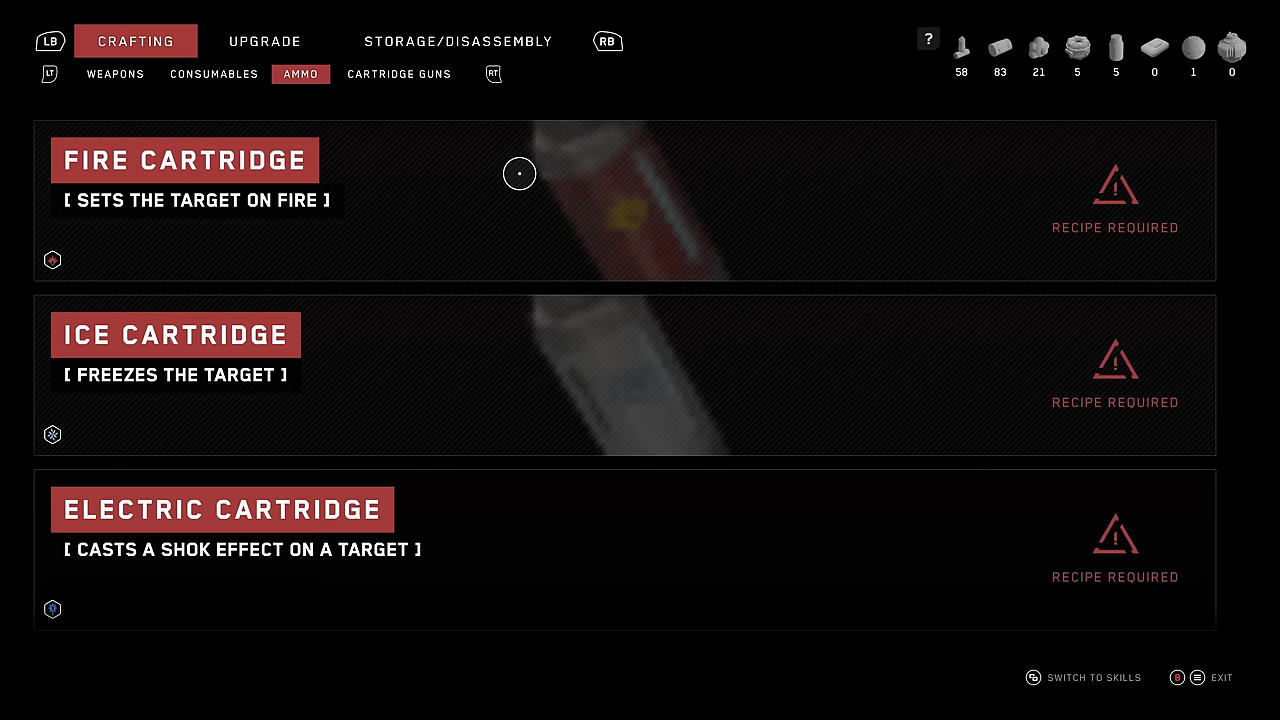 LB CRAFTING UPGRADE STORAGE/DISASSEMBLY RB ?
LT WEAPONS CONSUMABLES AMMO CARTRIDGE GUNS RT
58 83 21 5 5 0 1 0
FIRE CARTRIDGE
[ SETS THE TARGET ON FIRE ]
RECIPE REQUIRED
ICE CARTRIDGE
[ FREEZES THE TARGET ]
RECIPE REQUIRED
ELECTRIC CARTRIDGE
[ CASTS A SHOK EFFECT ON A TARGET ]
RECIPE REQUIRED
SWITCH TO SKILLS B EXIT